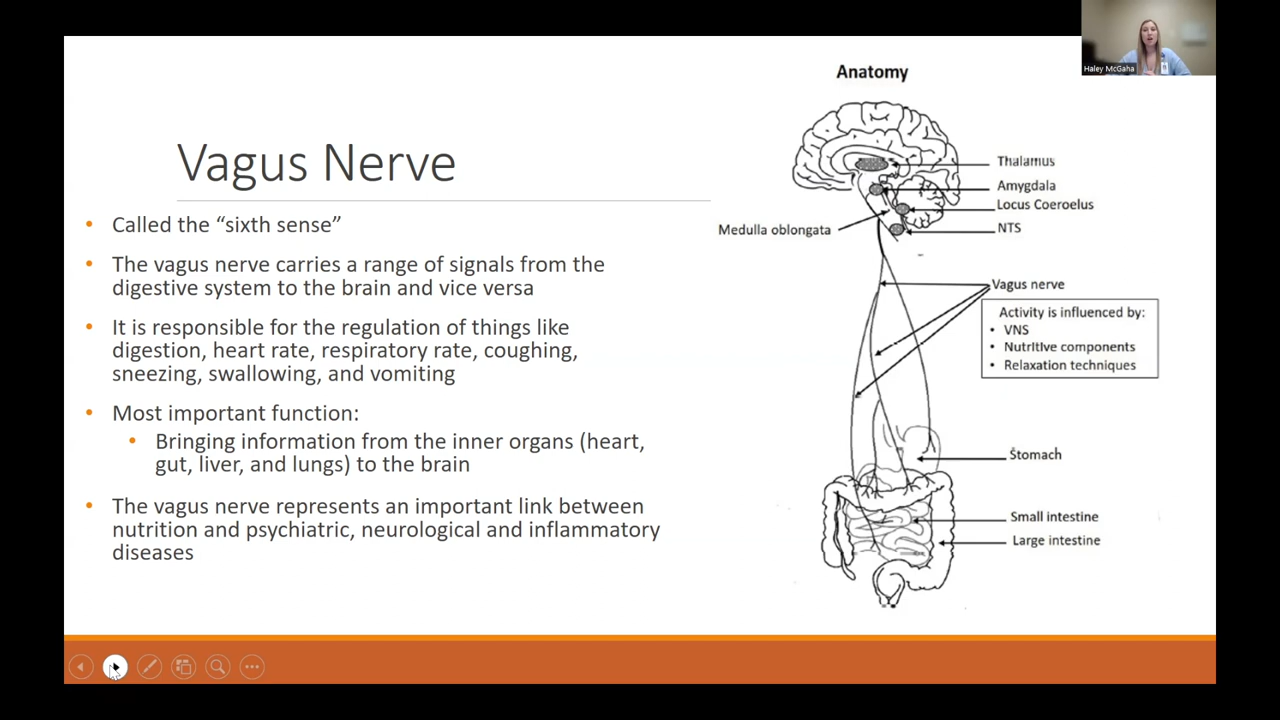 Haley McGaha
Vagus Nerve
• Called the “sixth sense”
• The vagus nerve carries a range of signals from the
digestive system to the brain and vice versa
• It is responsible for the regulation of things like
digestion, heart rate, respiratory rate, coughing,
sneezing, swallowing, and vomiting
• Most important function:
• Bringing information from the inner organs (heart,
gut, liver, and lungs) to the brain
• The vagus nerve represents an important link between
nutrition and psychiatric, neurological and inflammatory
diseases
Anatomy
Thalamus
Amygdala
Locus Coeroelus
NTS
Medulla oblongata
Vagus nerve
Activity is influenced by:
• VNS
• Nutritive components
• Relaxation techniques
Stomach
Small intestine
Large intestine